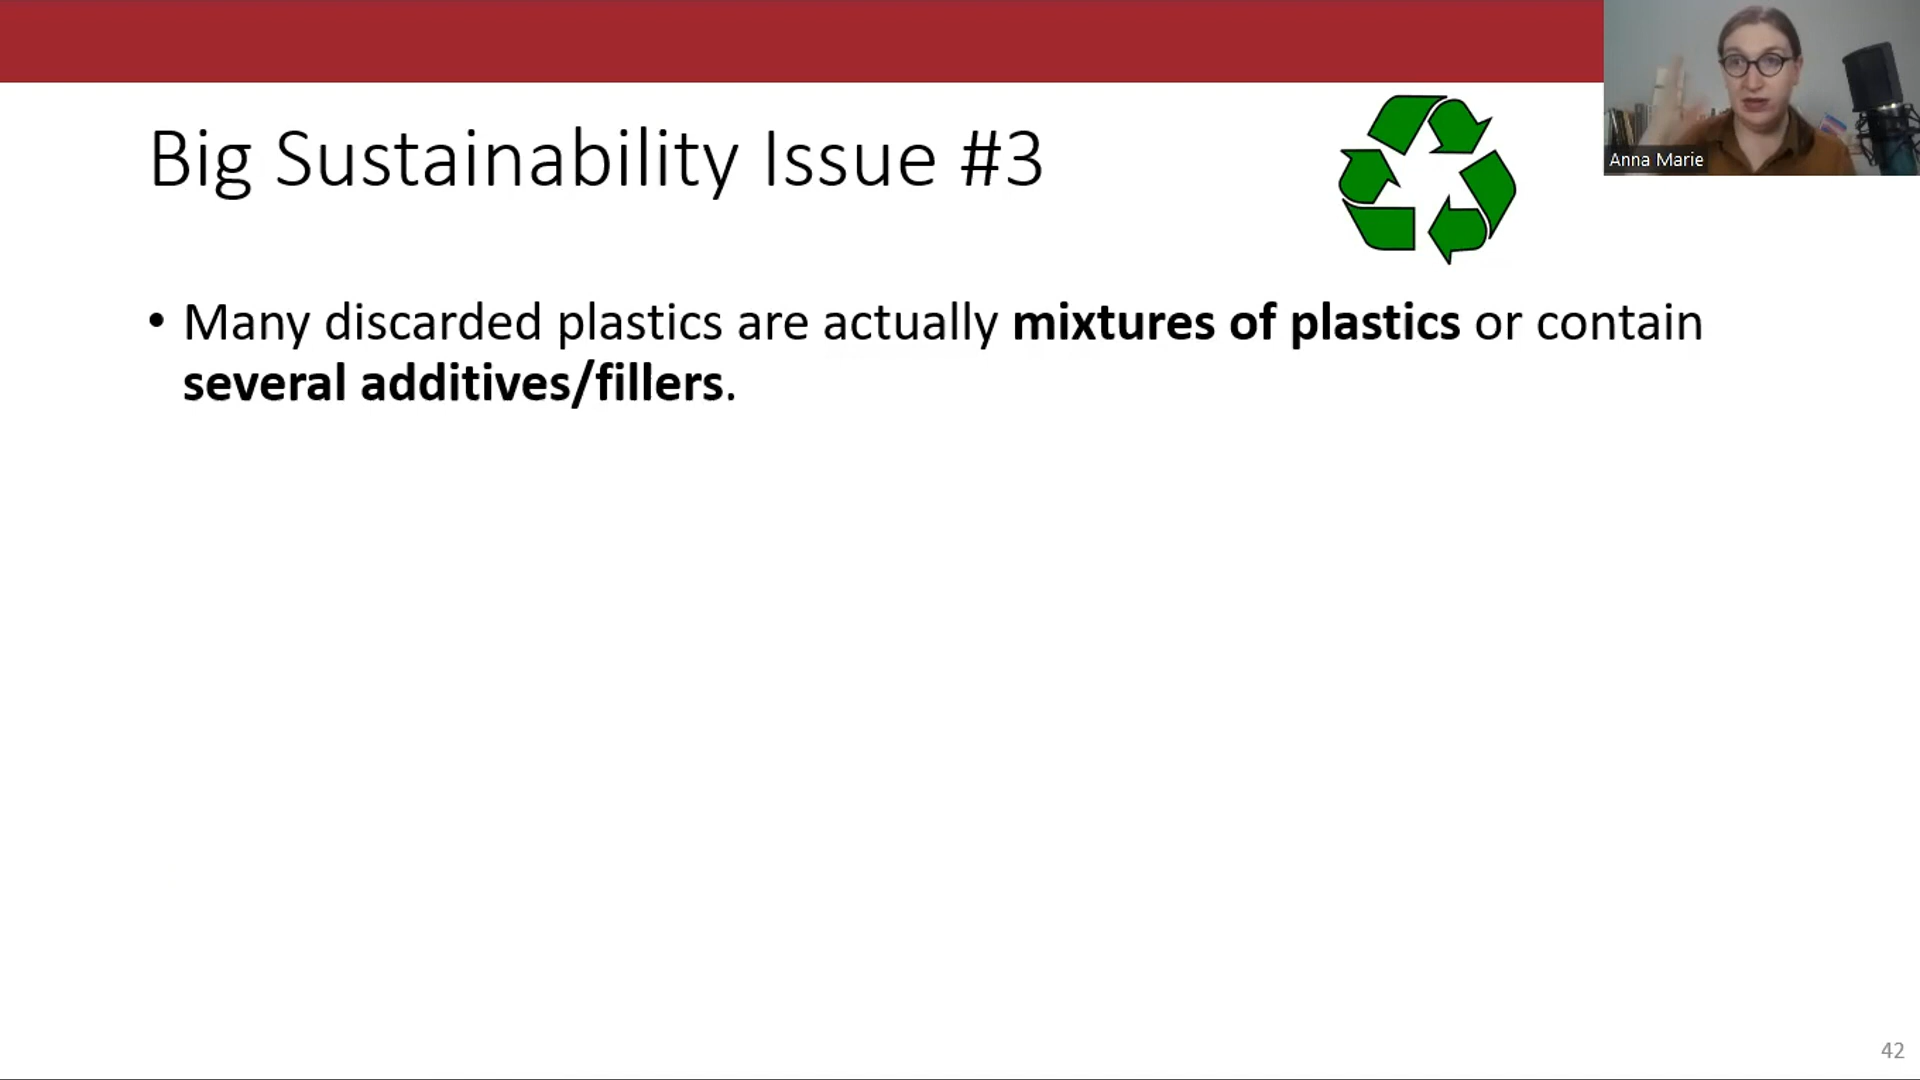 Big Sustainability Issue #3
Anna Marie
• Many discarded plastics are actually mixtures of plastics or contain
several additives/fillers.
42